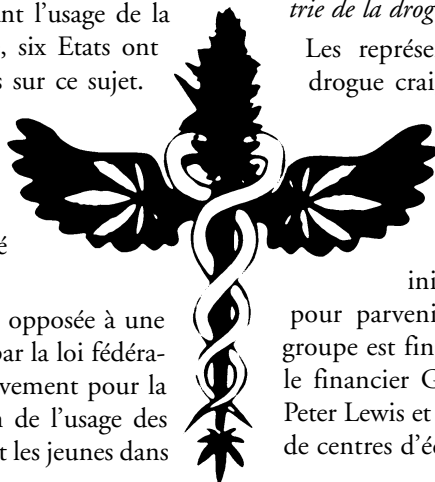 nt l'usage de la
, six Etats ont
s sur ce sujet.
é
opposée à une
par la loi fédéra-
vement pour la
n de l'usage des
t les jeunes dans
trie de la drog
Les représe
drogue crai
ini
pour parveni
groupe est fin
le financier G
Peter Lewis et
de centres d'é